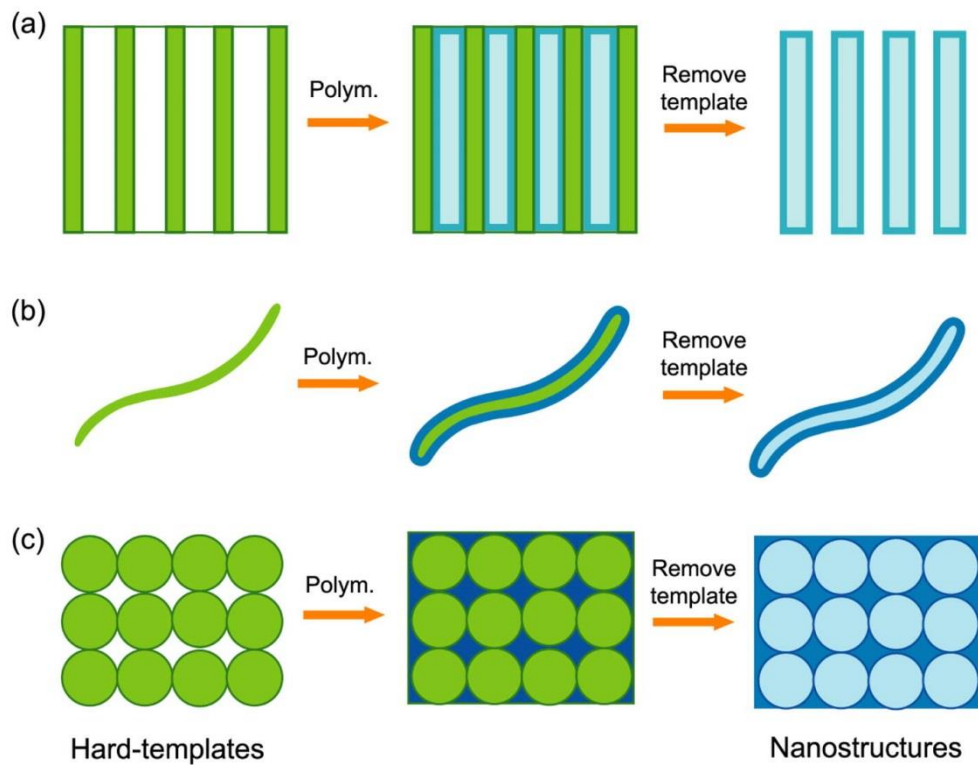 (a)
Polym.
Remove
template
(b)
Polym.
Remove
template
(c)
Polym.
Remove
template
Hard-templates
Nanostructures